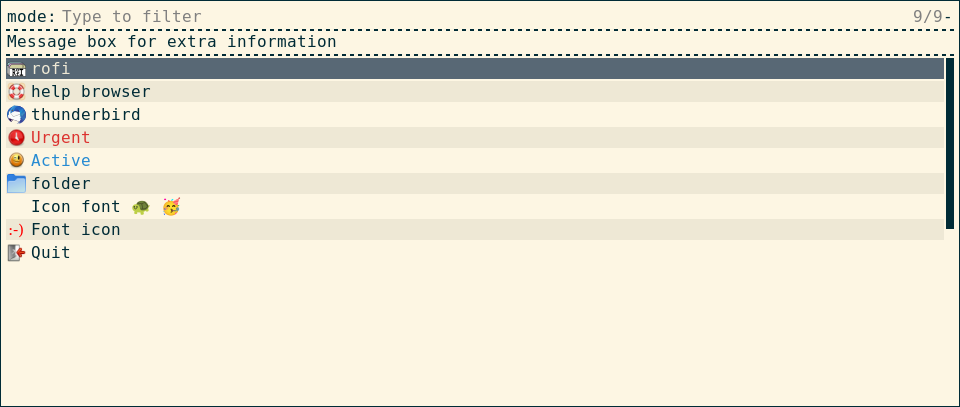 mode: Type to filter 9/9-
Message box for extra information
rofi
help browser
thunderbird
Urgent
Active
folder
Icon font 🐢 🥳
:-) Font icon
Quit